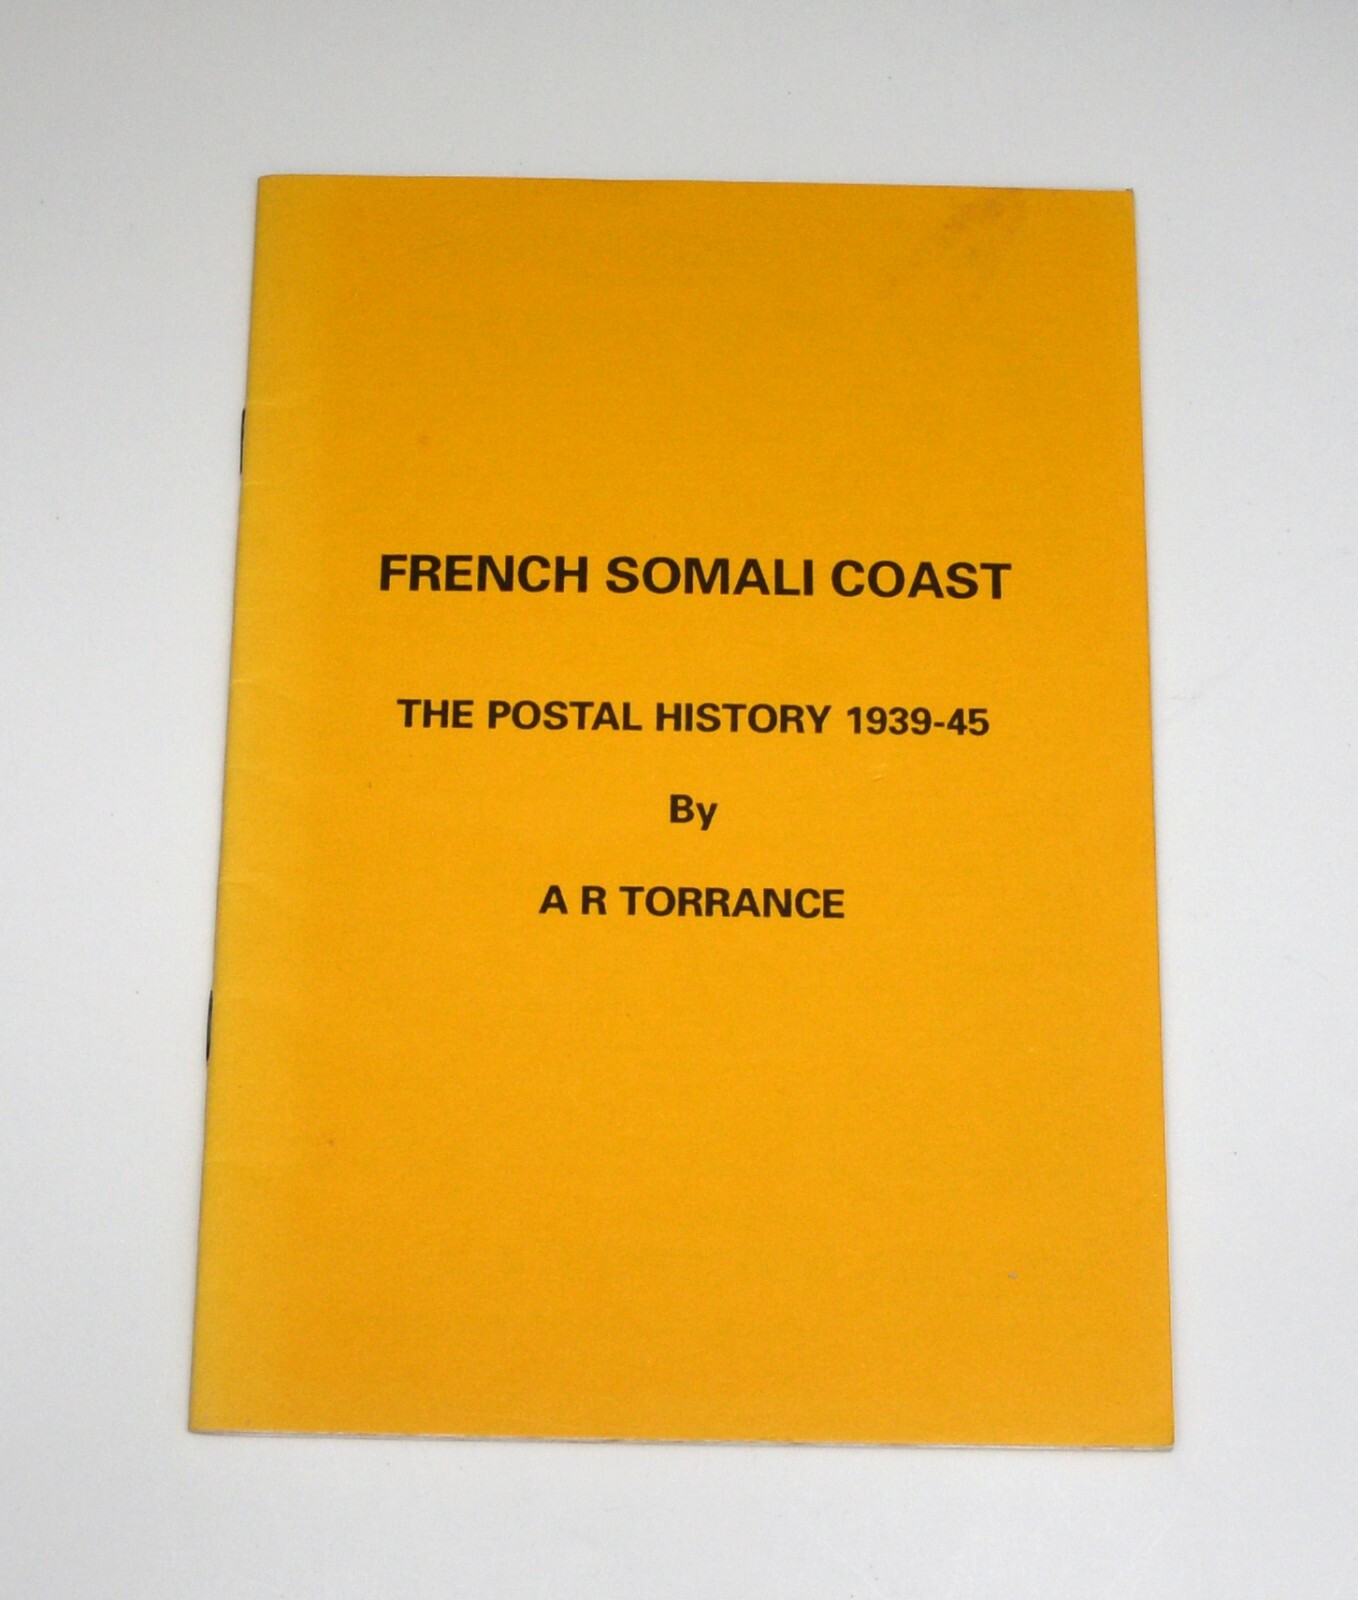 FRENCH SOMALI COAST
THE POSTAL HISTORY 1939-45
By
A R TORRANCE